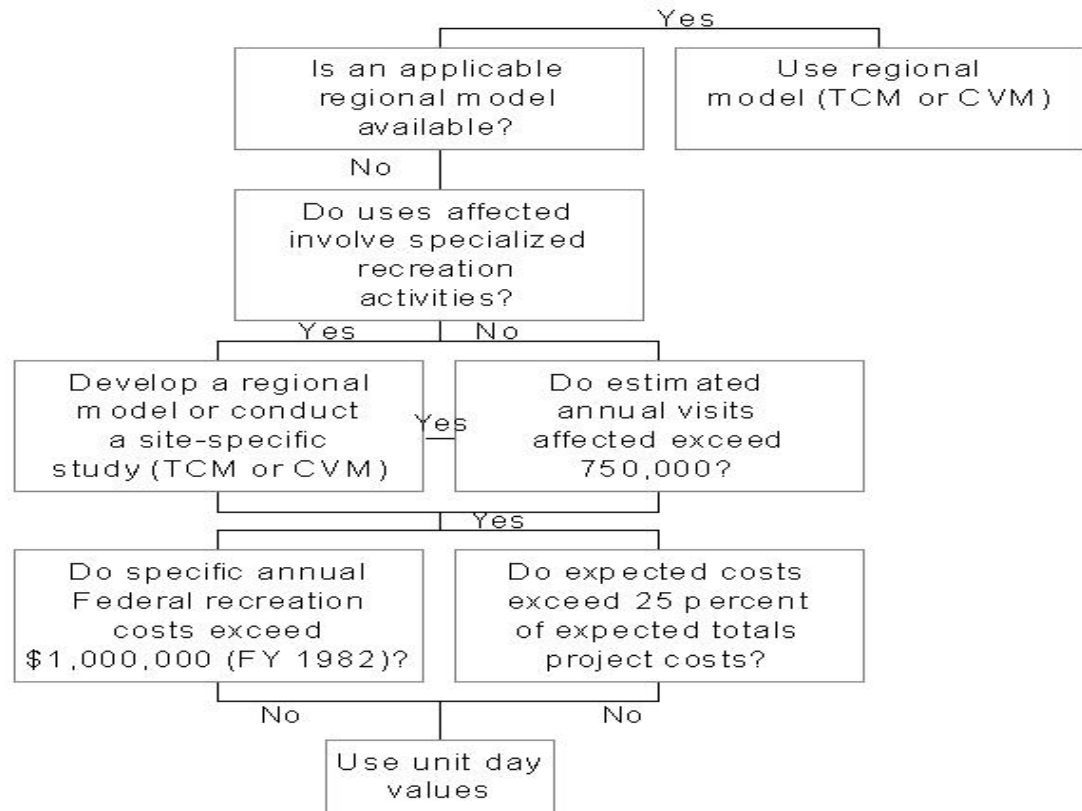 Yes
Is an applicable
regional model
available?
Use regional
model (TCM or CVM)
No
Do uses affected
involve specialized
recreation
activities?
Yes
No
Develop a regional
model or conduct
a site-specific
study (TCM or CVM)
Yes
Do estimated
annual visits
affected exceed
750,000?
Yes
Do specific annual
Federal recreation
costs exceed
$1,000,000 (FY 1982)?
Do expected costs
exceed 25 percent
of expected totals
project costs?
No
No
Use unit day
values